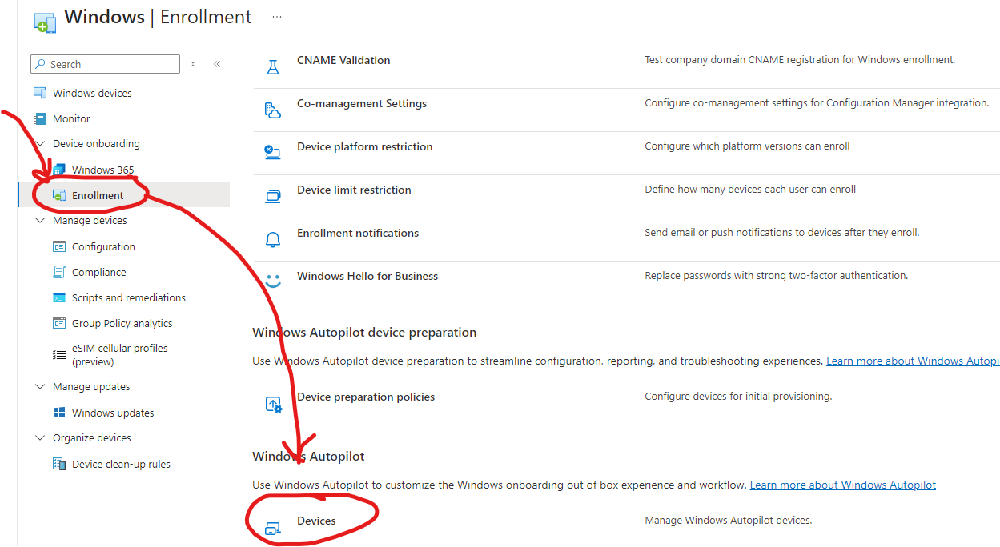 Windows | Enrollment ...
Search
Windows devices
Monitor
Device onboarding
Windows 365
Enrollment
Manage devices
Configuration
Compliance
Scripts and remediations
Group Policy analytics
eSIM cellular profiles
(preview)
Manage updates
Windows updates
Organize devices
Device clean-up rules
CNAME Validation Test company domain CNAME registration for Windows enrollment.
Co-management Settings Configure co-management settings for Configuration Manager integration.
Device platform restriction Configure which platform versions can enroll
Device limit restriction Define how many devices each user can enroll
Enrollment notifications Send email or push notifications to devices after they enroll.
Windows Hello for Business Replace passwords with strong two-factor authentication.
Windows Autopilot device preparation
Use Windows Autopilot device preparation to streamline configuration, reporting, and troubleshooting experiences. Learn more about Windows Autopi
Device preparation policies Configure devices for initial provisioning.
Windows Autopilot
Use Windows Autopilot to customize the Windows onboarding out of box experience and workflow. Learn more about Windows Autopilot
Devices Manage Windows Autopilot devices.